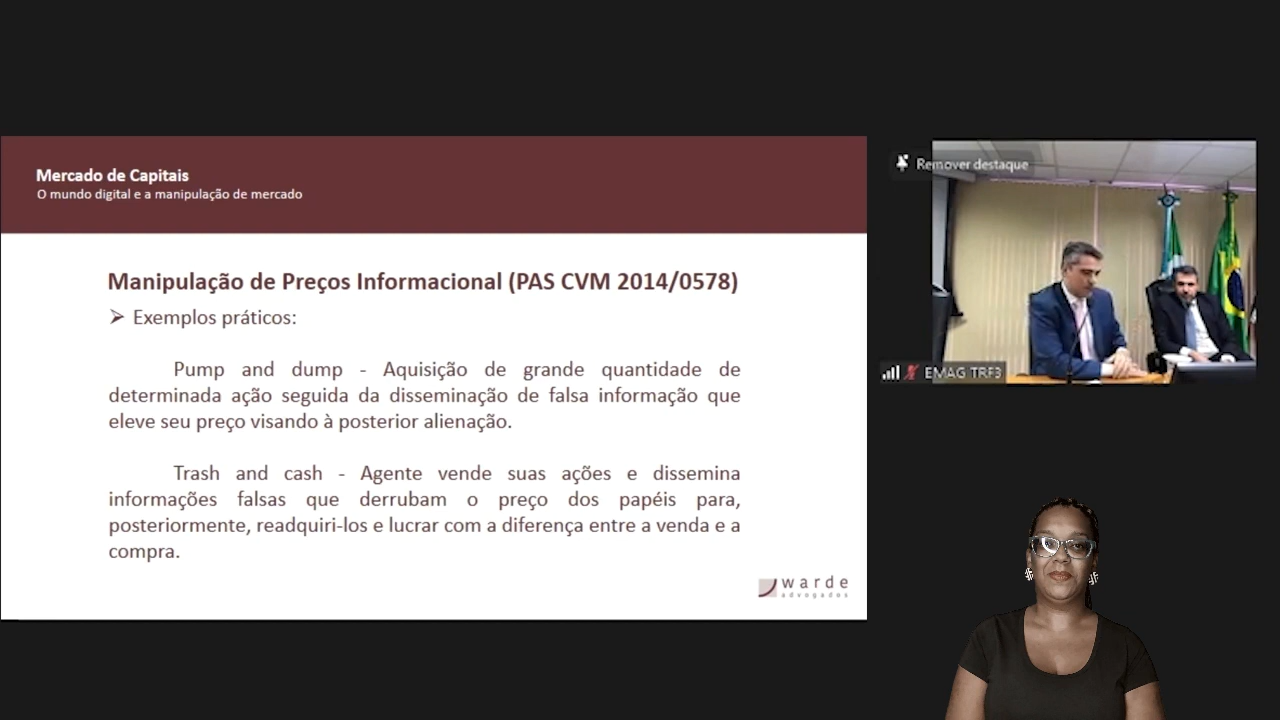 Mercado de Capitais
O mundo digital e a manipulação de mercado
Manipulação de Preços Informacional (PAS CVM 2014/0578)
➢ Exemplos práticos:
Pump and dump - Aquisição de grande quantidade de
determinada ação seguida da disseminação de falsa informação que
eleve seu preço visando à posterior alienação.
Trash and cash - Agente vende suas ações e dissemina
informações falsas que derrubam o preço dos papéis para,
posteriormente, readquiri-los e lucrar com a diferença entre a venda e a
compra.
warde
advogados
Remover destaque
EMAG TRF3